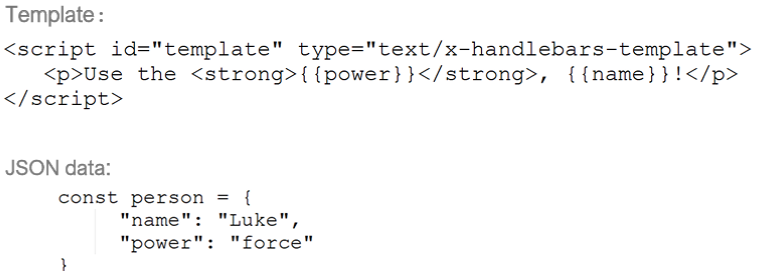 Template:
<script id="template" type="text/x-handlebars-template">
<p>Use the <strong>{{power}}</strong>, {{name}}!</p>
</script>
JSON data:
const person = {
"name": "Luke",
"power": "force"
}